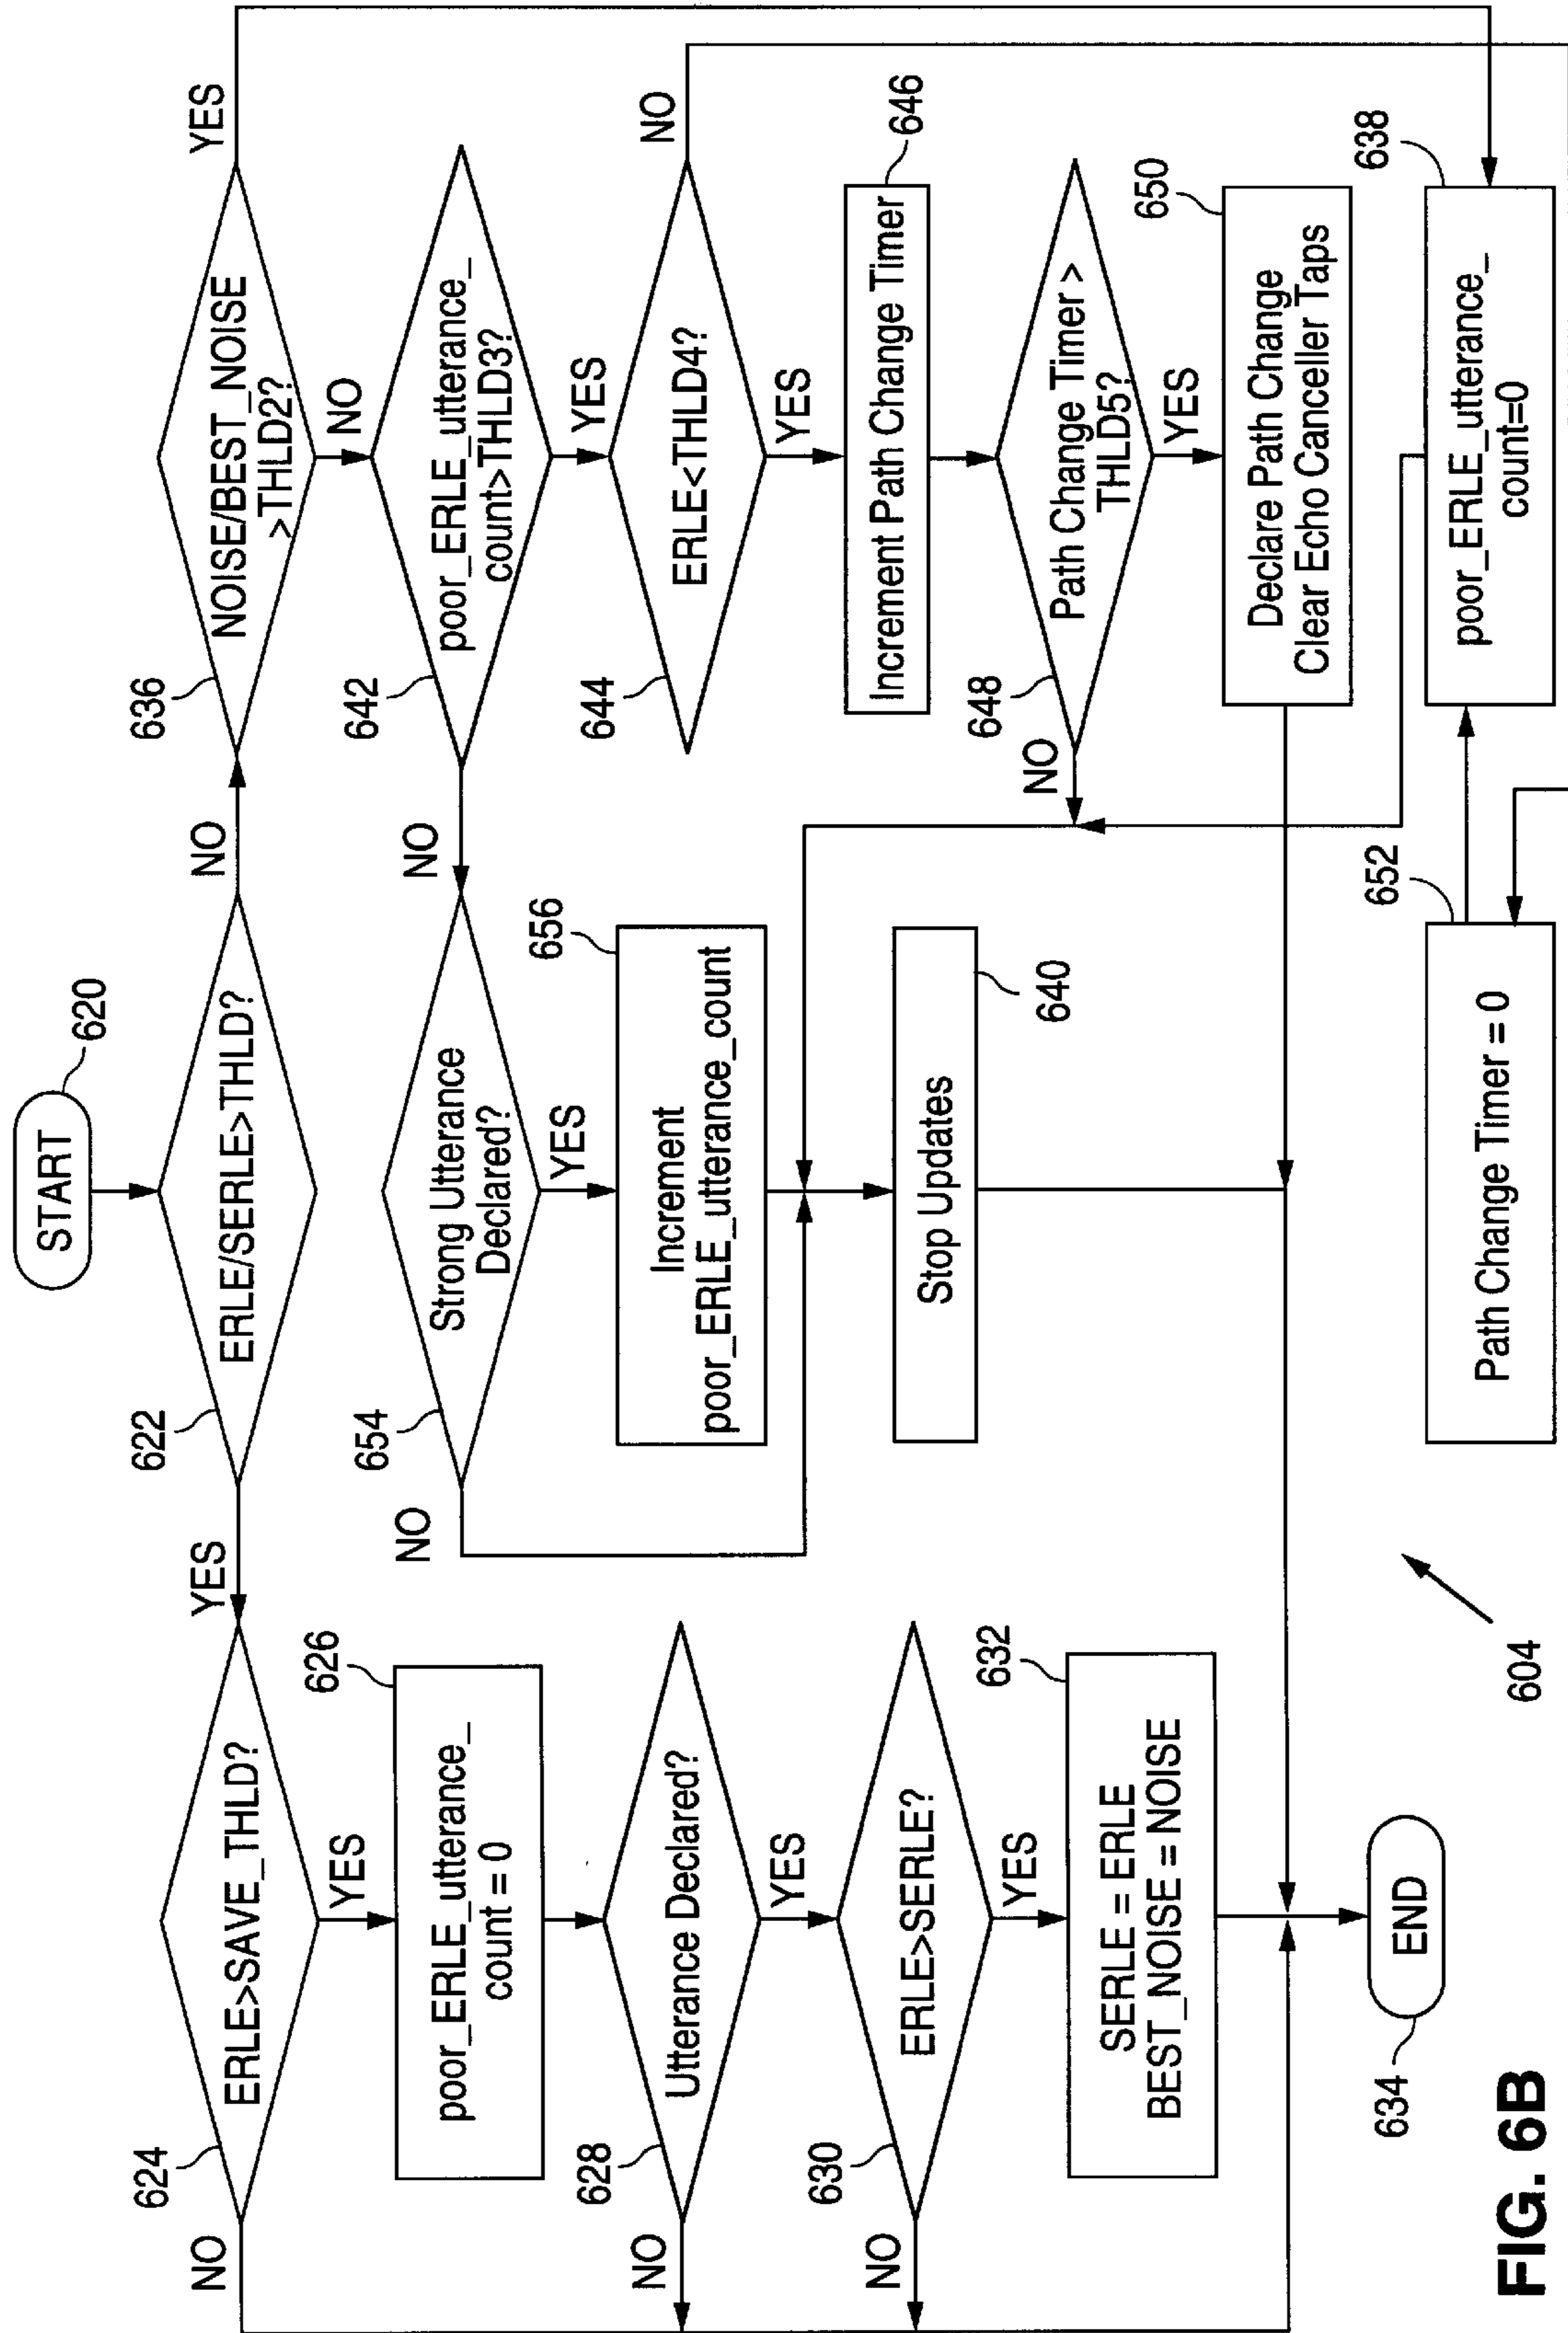 START
620
622
ERLE/SERLE>THLD?
YES
NO
624
ERLE>SAVE_THLD?
NO
YES
626
poor_ERLE_utterance_
count = 0
628
Utterance Declared?
NO
YES
630
ERLE>SERLE?
NO
YES
632
SERLE = ERLE
BEST_NOISE = NOISE
634
END
636
NOISE/BEST_NOISE
>THLD2?
YES
NO
642
poor_ERLE_utterance_
count>THLD3?
NO
YES
654
Strong Utterance
Declared?
NO
YES
656
Increment
poor_ERLE_utterance_count
Stop Updates
640
644
ERLE<THLD4?
NO
YES
Increment Path Change Timer
646
648
Path Change Timer >
THLD5?
NO
YES
650
Declare Path Change
Clear Echo Canceller Taps
638
poor_ERLE_utterance_
count=0
652
Path Change Timer = 0
604
FIG. 6B